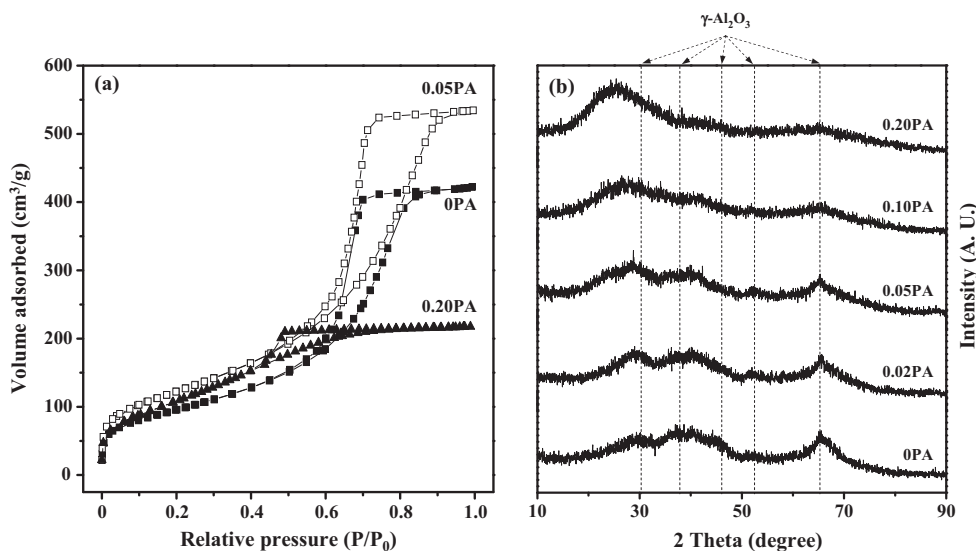 γ-Al2O3
(a)
600
500
400
300
200
100
0
Volume adsorbed (cm3/g)
0.05PA
0PA
0.20PA
0
0.2
0.4
0.6
0.8
1.0
Relative pressure (P/P0)
(b)
0.20PA
0.10PA
0.05PA
0.02PA
0PA
Intensity (A. U.)
10
30
50
70
90
2 Theta (degree)